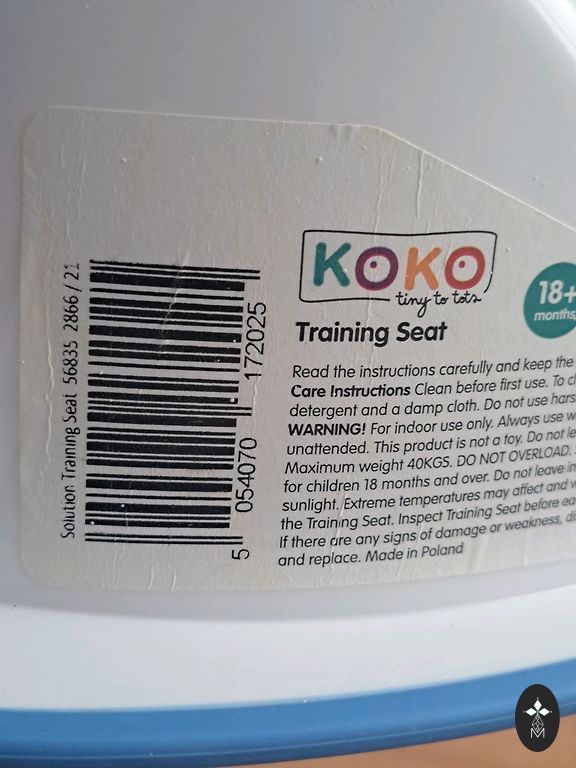 Solution Training Seat 56835 2866 / 21
5 054070 172025
KOKO
tiny to tots
18+
months
Training Seat
Read the instructions carefully and keep the
Care Instructions Clean before first use. To cl
detergent and a damp cloth. Do not use hars
WARNING! For indoor use only. Always use w
unattended. This product is not a toy. Do not le
Maximum weight 40KGS. DO NOT OVERLOAD.
for children 18 months and over. Do not leave in
sunlight. Extreme temperatures may affect and w
the Training Seat. Inspect Training Seat before ea
If there are any signs of damage or weakness, di
and replace. Made in Poland
M